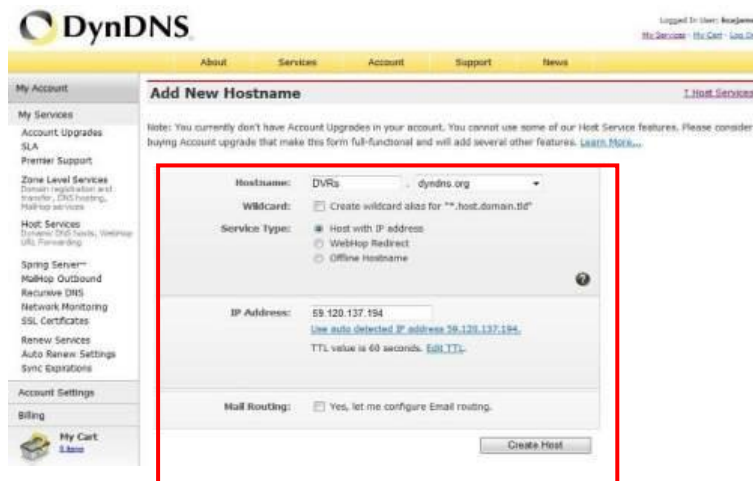 DynDNS
My Services - My Cart - Log
About Services Account Support News
My Account
Add New Hostname
Host Services
My Services
Account Upgrades
SLA
Premier Support
Zone Level Services
Domain registration and
transfer, DNS hosting,
MailHop services
Host Services
Dynamic DNS hosts, WebHop
URL Forwarding
Spring Server
MailHop Outbound
Recursive DNS
Network Monitoring
SSL Certificates
Renew Services
Auto Renew Settings
Sync Expirations
Account Settings
Billing
My Cart
Note: You currently don't have Account Upgrades in your account. You cannot use some of our Host Service features. Please consider
buying Account upgrade that make this form full-functional and will add several other features. Learn More...
Hostname: DVRs . dyndns.org
Wildcard: Create wildcard alias for "*.host.domain.tld"
Service Type: Host with IP address
WebHop Redirect
Offline Hostname
?
IP Address: 59.120.137.194
Use auto detected IP address 59.120.137.194.
TTL value is 60 seconds. Edit TTL.
Mail Routing: Yes, let me configure Email routing.
Create Host